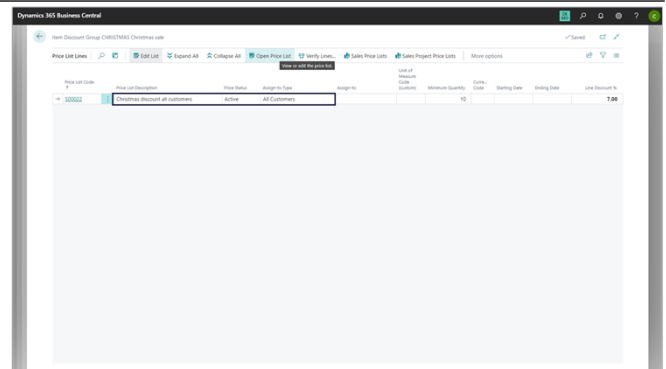 Dynamics 365 Business Central
Item Discount Group CHRISTMAS Christmas sale
Saved
Price List Lines
Edit List
Expand All
Collapse All
Open Price List
Verify Lines...
Sales Price Lists
Sales Project Price Lists
More options
View or edit the price list.
Price List Code
↑
Price List Description
Price Status
Assign-to Type
Assign-to
Unit of
Measure
Code
(custom)
Minimum Quantity
Curre...
Code
Starting Date
Ending Date
Line Discount %
S00022
Christmas discount all customers
Active
All Customers
10
7.00
C